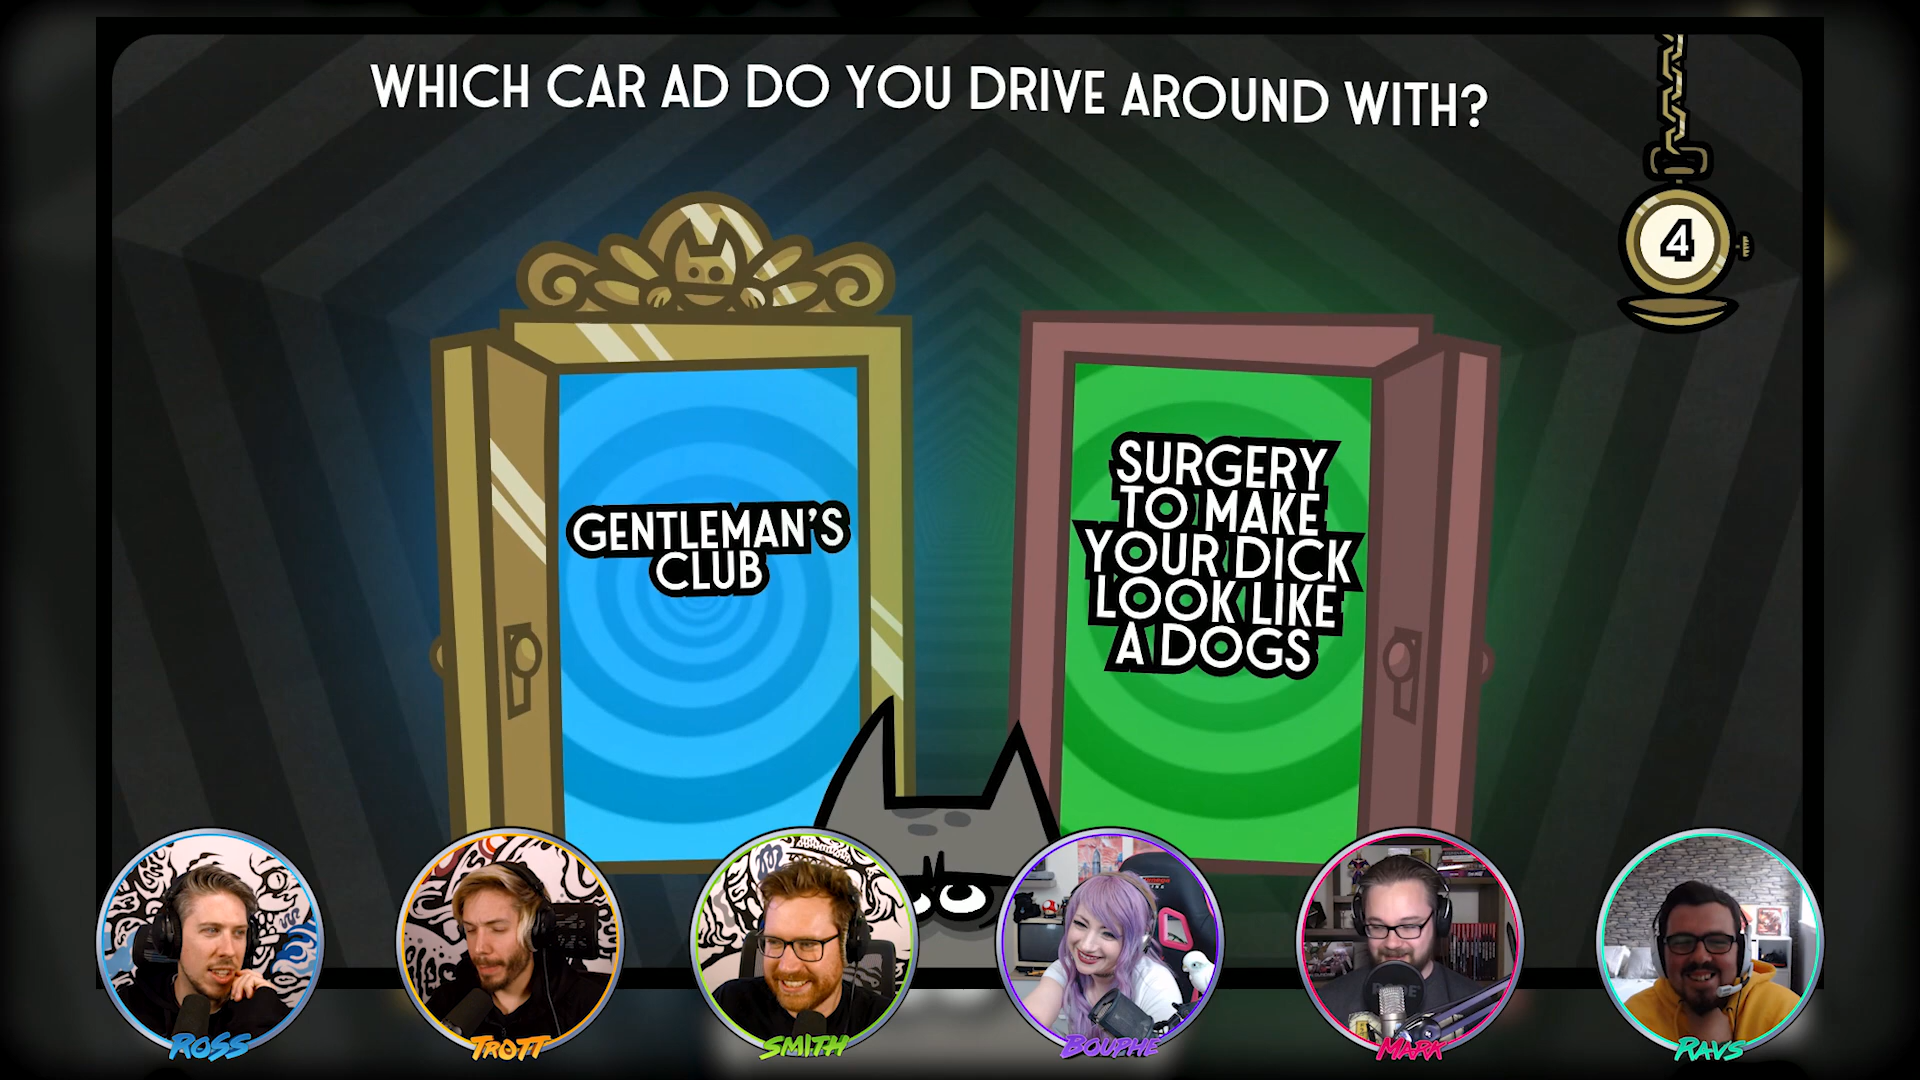 WHICH CAR AD DO YOU DRIVE AROUND WITH?
4
GENTLEMAN'S
CLUB
SURGERY
TO MAKE
YOUR DICK
LOOK LIKE
A DOGS
ROSS
TROTT
SMITH
BOUPHE
MARK
RAVS